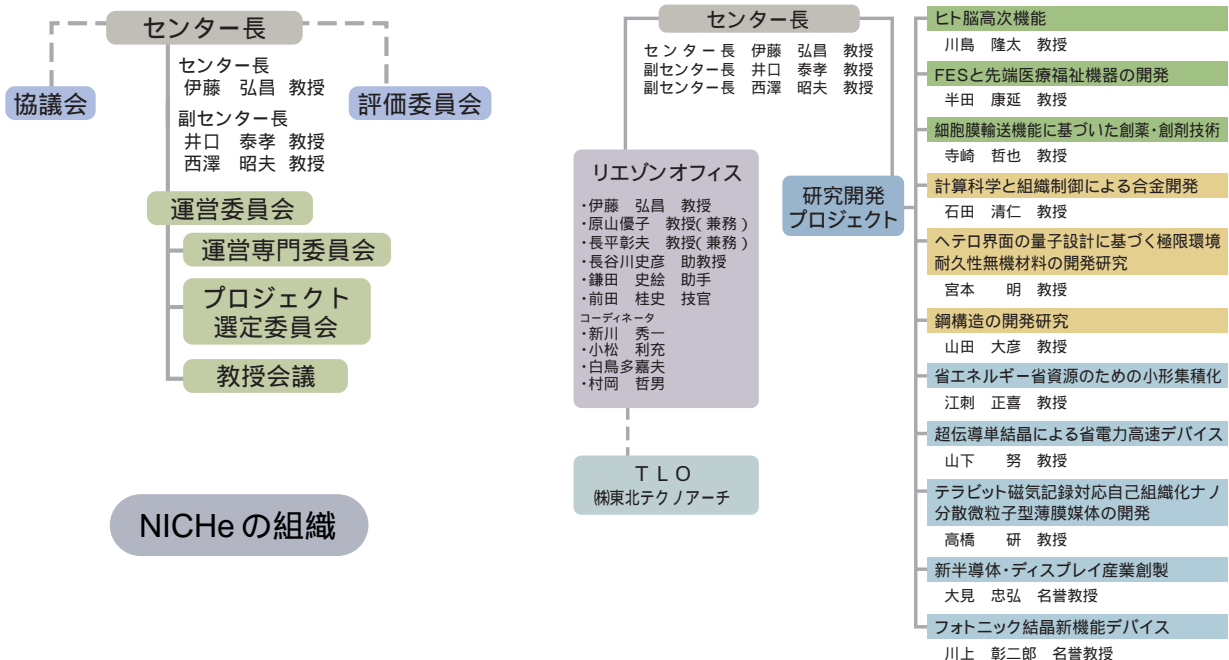 センター長
センター長
伊藤　弘昌　教授
副センター長
井口　泰孝　教授
西澤　昭夫　教授
協議会
評価委員会
運営委員会
運営専門委員会
プロジェクト
選定委員会
教授会議
NICHeの組織
センター長
センター長　伊藤　弘昌　教授
副センター長　井口　泰孝　教授
副センター長　西澤　昭夫　教授
リエゾンオフィス
・伊藤　弘昌　教授
・原山優子　教授(兼務)
・長平彰夫　教授(兼務)
・長谷川史彦　助教授
・鎌田　史絵　助手
・前田　桂史　技官
コーディネータ
・新川　秀一
・小松　利充
・白鳥多嘉夫
・村岡　哲男
TLO
㈱東北テクノアーチ
研究開発
プロジェクト
ヒト脳高次機能
川島　隆太　教授
FESと先端医療福祉機器の開発
半田　康延　教授
細胞膜輸送機能に基づいた創薬・創剤技術
寺崎　哲也　教授
計算科学と組織制御による合金開発
石田　清仁　教授
ヘテロ界面の量子設計に基づく極限環境
耐久性無機材料の開発研究
宮本　明　教授
鋼構造の開発研究
山田　大彦　教授
省エネルギー省資源のための小形集積化
江刺　正喜　教授
超伝導単結晶による省電力高速デバイス
山下　努　教授
テラビット磁気記録対応自己組織化ナノ
分散微粒子型薄膜媒体の開発
高橋　研　教授
新半導体・ディスプレイ産業創製
大見　忠弘　名誉教授
フォトニック結晶新機能デバイス
川上　彰二郎　名誉教授